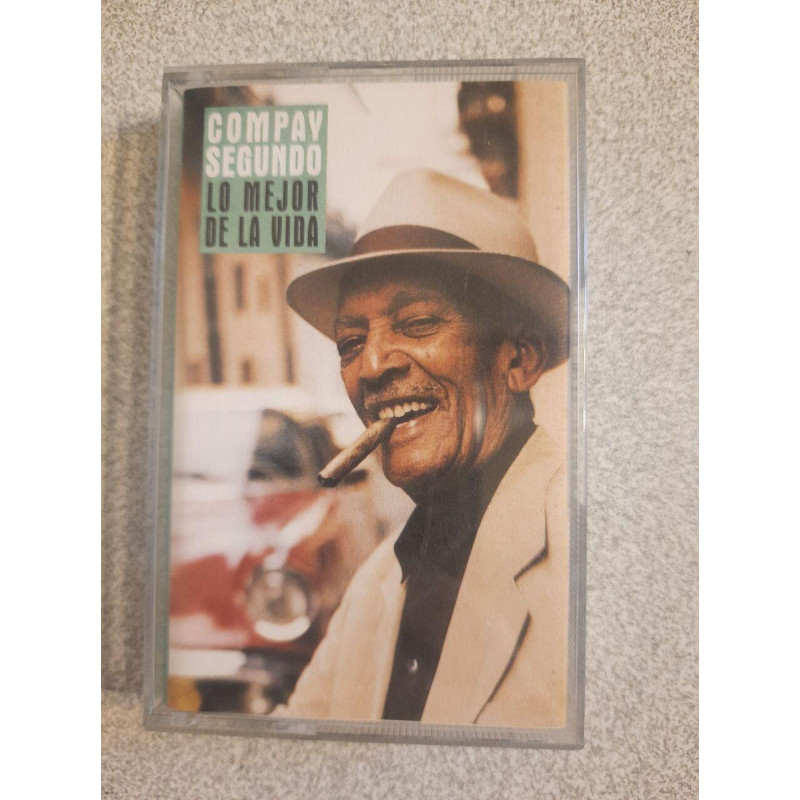 COMPAY
SEGUNDO
LO MEJOR
DE LA VIDA